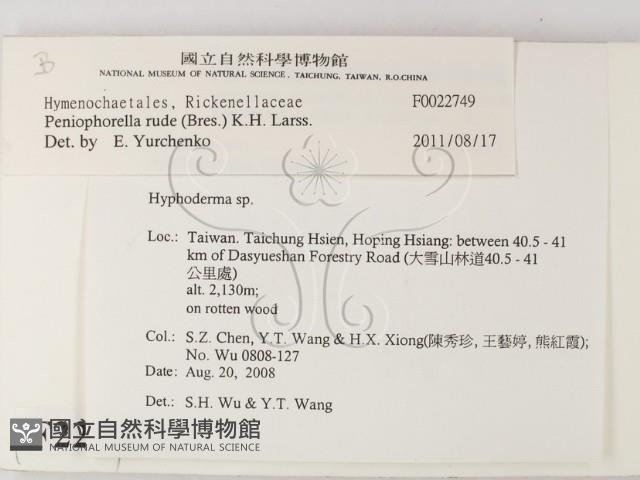 B
國立自然科學博物館
NATIONAL MUSEUM OF NATURAL SCIENCE, TAICHUNG, TAIWAN, R.O.CHINA
Hymenochaetales, Rickenellaceae F0022749
Peniophorella rude (Bres.) K.H. Larss.
Det. by E. Yurchenko 2011/08/17
Hyphoderma sp.
Loc.: Taiwan. Taichung Hsien, Hoping Hsiang: between 40.5 - 41
km of Dasyueshan Forestry Road (大雪山林道40.5 - 41
公里處)
alt. 2,130m;
on rotten wood
Col.: S.Z. Chen, Y.T. Wang & H.X. Xiong(陳秀珍, 王藝婷, 熊紅霞);
No. Wu 0808-127
Date: Aug. 20, 2008
Det.: S.H. Wu & Y.T. Wang
國立自然科學博物館
NATIONAL MUSEUM OF NATURAL SCIENCE